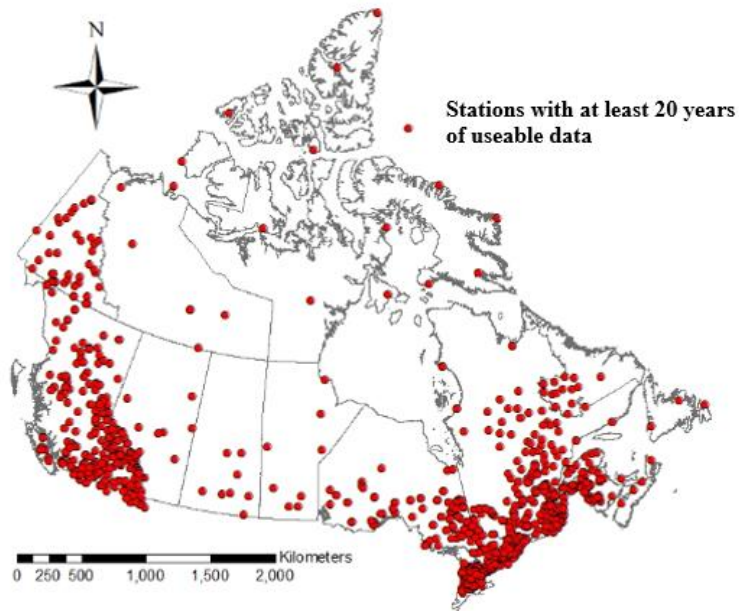 N
Stations with at least 20 years
of useable data
Kilometers
0 250 500 1,000 1,500 2,000